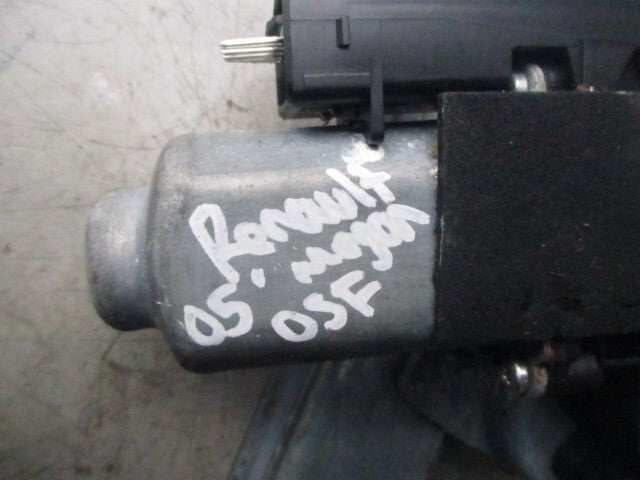 Renault
05' Megan
OSF